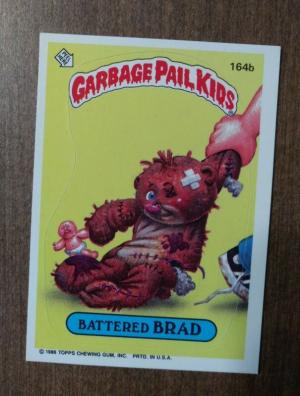 164b
GARBAGE PAIL KIDS
BATTERED BRAD
© 1986 TOPPS CHEWING GUM, INC. PRTD. IN U.S.A.